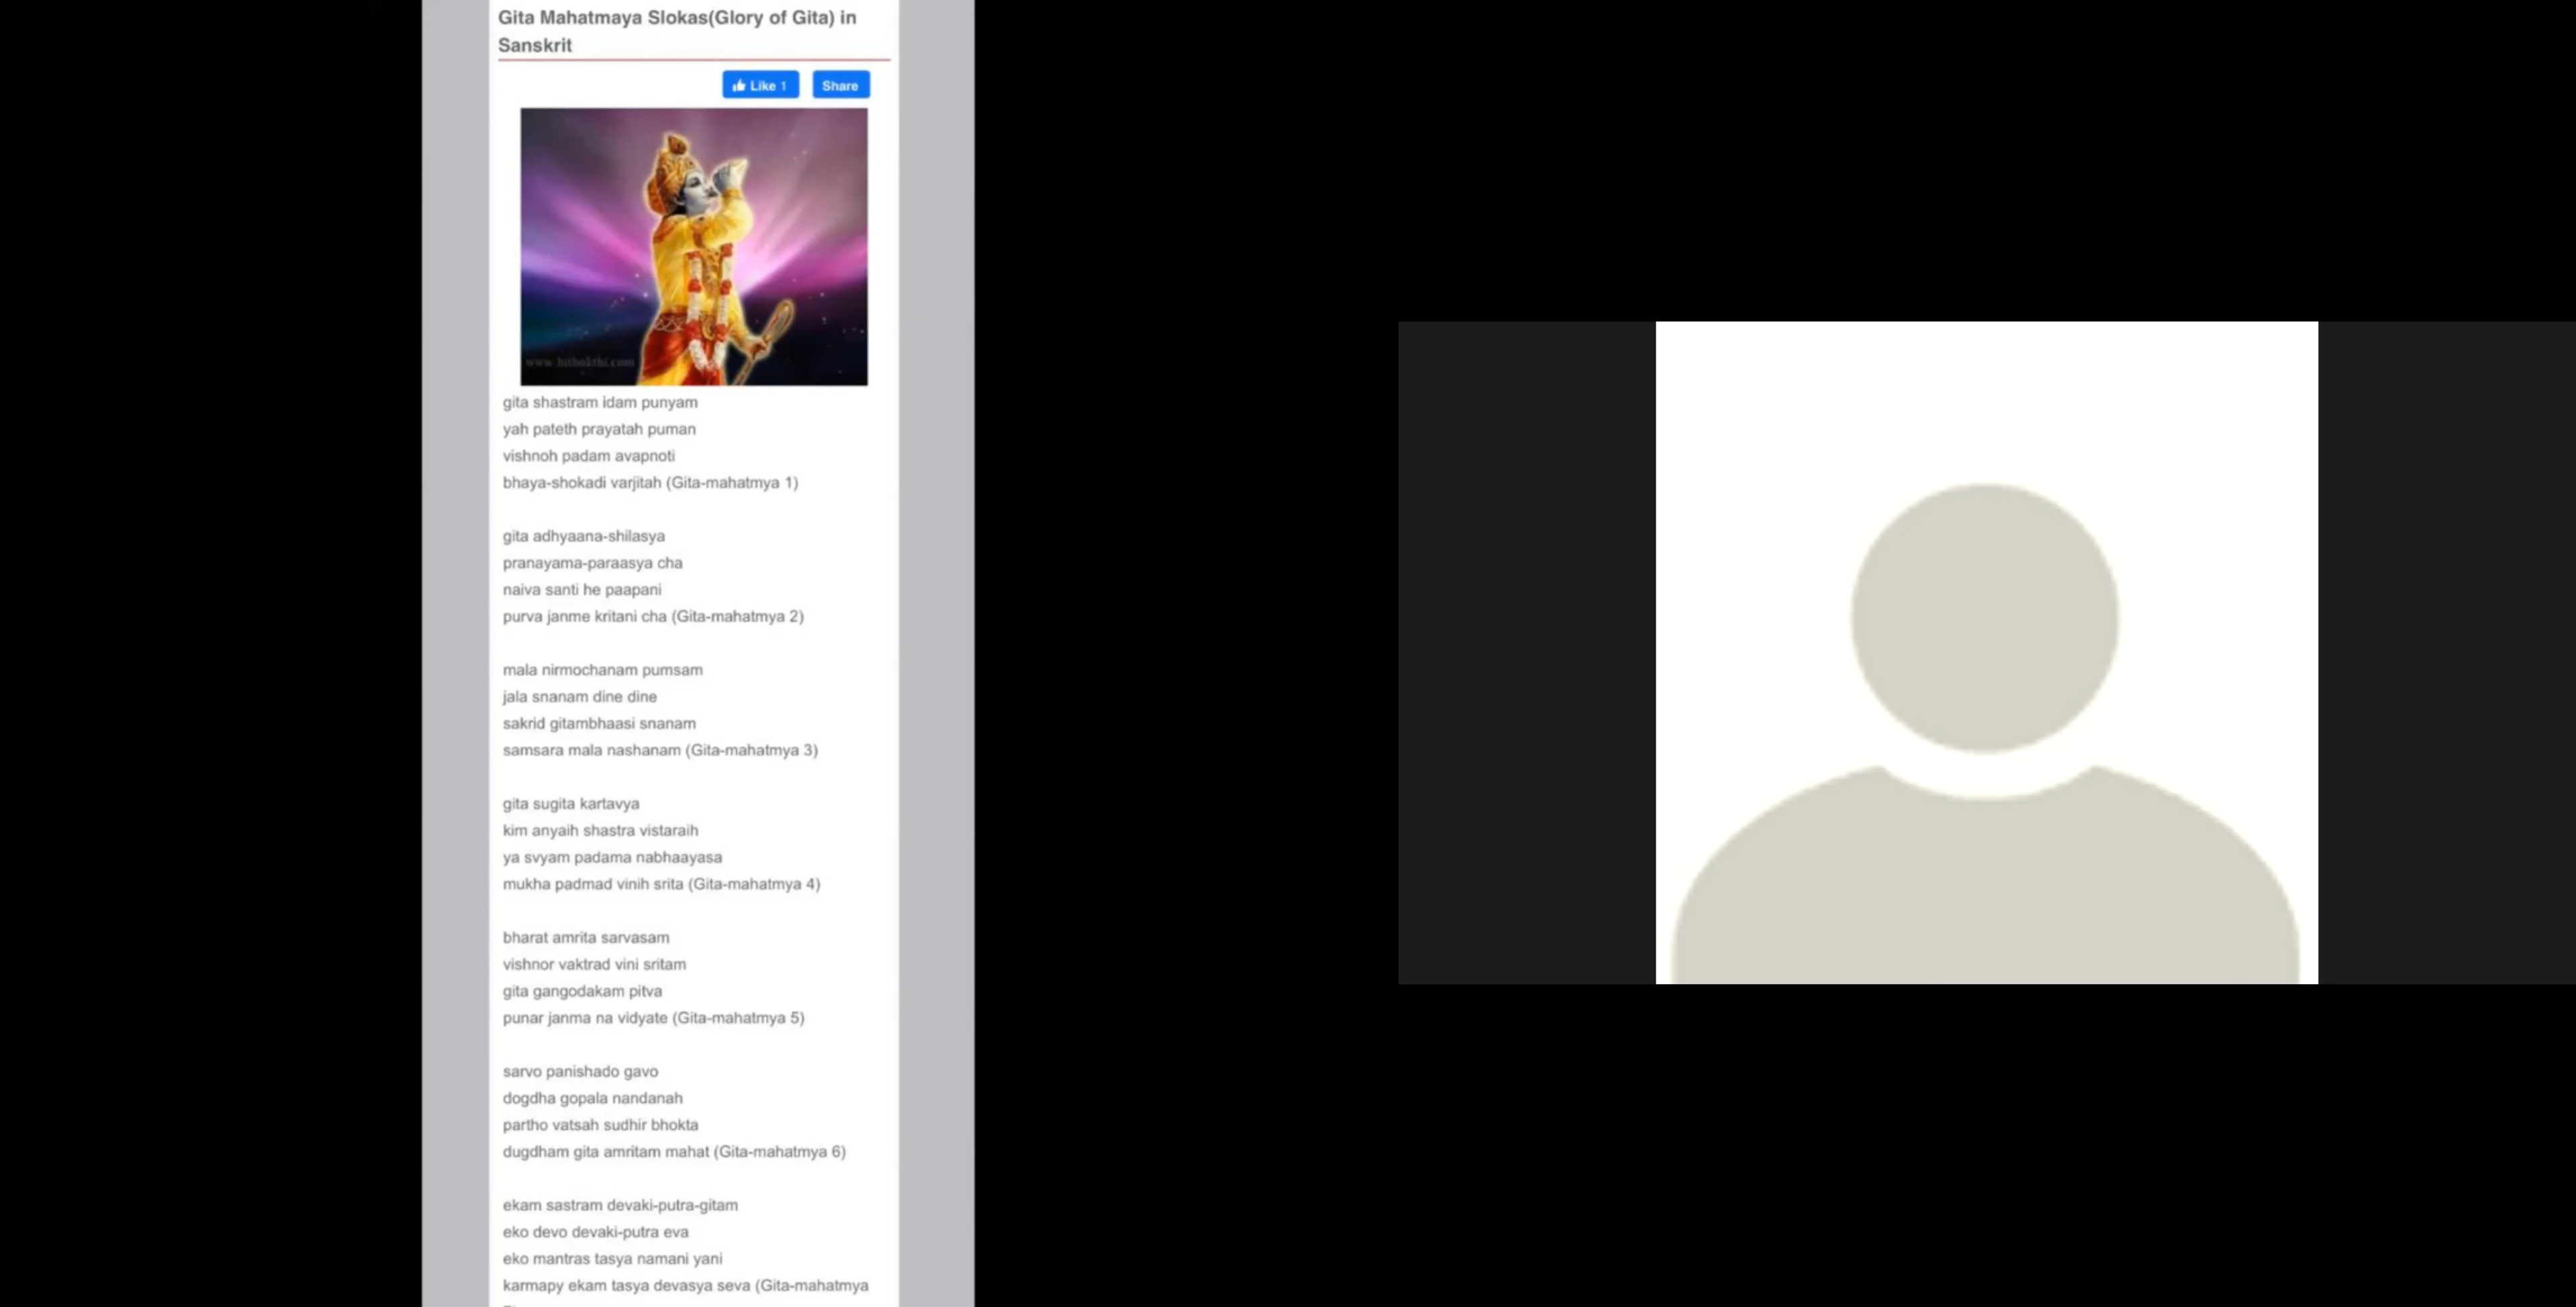 Gita Mahatmaya Slokas(Glory of Gita) in
Sanskrit
Like 1
Share
www.hithokthi.com
gita shastram idam punyam
yah pateth prayatah puman
vishnoh padam avapnoti
bhaya-shokadi varjitah (Gita-mahatmya 1)
gita adhyaana-shilasya
pranayama-paraasya cha
naiva santi he paapani
purva janme kritani cha (Gita-mahatmya 2)
mala nirmochanam pumsam
jala snanam dine dine
sakrid gitambhaasi snanam
samsara mala nashanam (Gita-mahatmya 3)
gita sugita kartavya
kim anyaih shastra vistaraih
ya svyam padama nabhaayasa
mukha padmad vinih srita (Gita-mahatmya 4)
bharat amrita sarvasam
vishnor vaktrad vini sritam
gita gangodakam pitva
punar janma na vidyate (Gita-mahatmya 5)
sarvo panishado gavo
dogdha gopala nandanah
partho vatsah sudhir bhokta
dugdham gita amritam mahat (Gita-mahatmya 6)
ekam sastram devaki-putra-gitam
eko devo devaki-putra eva
eko mantras tasya namani yani
karmapy ekam tasya devasya seva (Gita-mahatmya